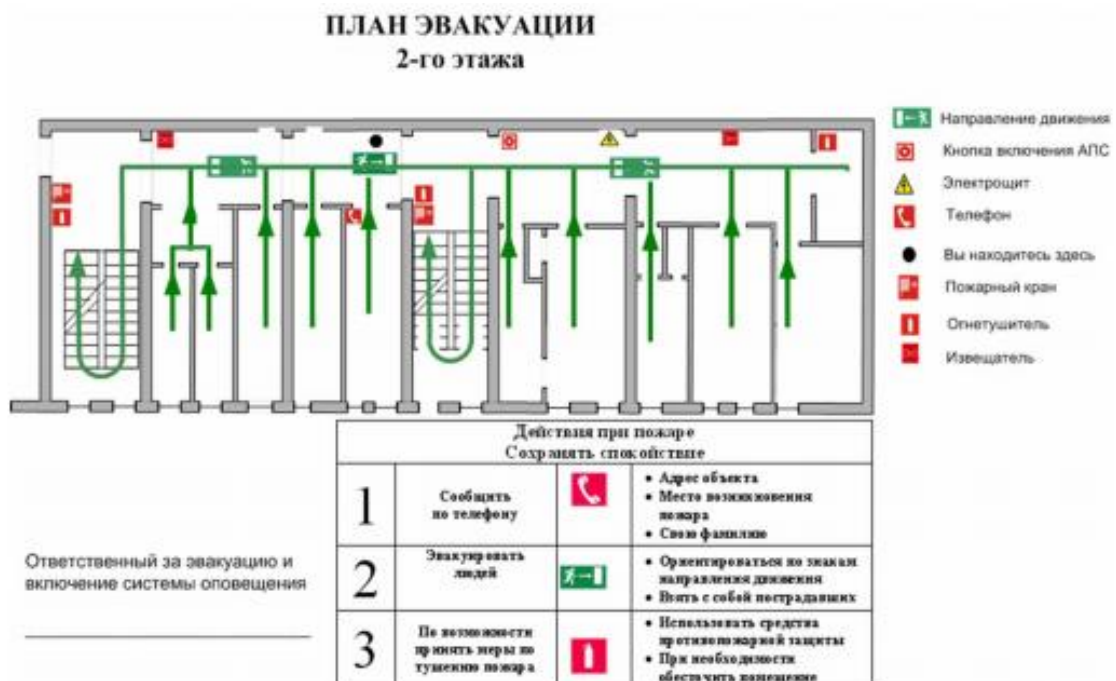 ПЛАН ЭВАКУАЦИИ
2-го этажа
Направление движения
Кнопка включения АПС
Электрощит
Телефон
Вы находитесь здесь
Пожарный кран
Огнетушитель
Извещатель
Действия при пожаре
Сохранять спокойствие
1
Сообщить
по телефону
• Адрес объекта
• Место возникновения
пожара
• Свою фамилию
2
Эвакуировать
людей
• Ориентироваться по знакам
направления движения
• Взять с собой пострадавших
3
По возможности
принять меры по
тушению пожара
• Использовать средства
противопожарной защиты
• При необходимости
обесточить помещение
Ответственный за эвакуацию и
включение системы оповещения